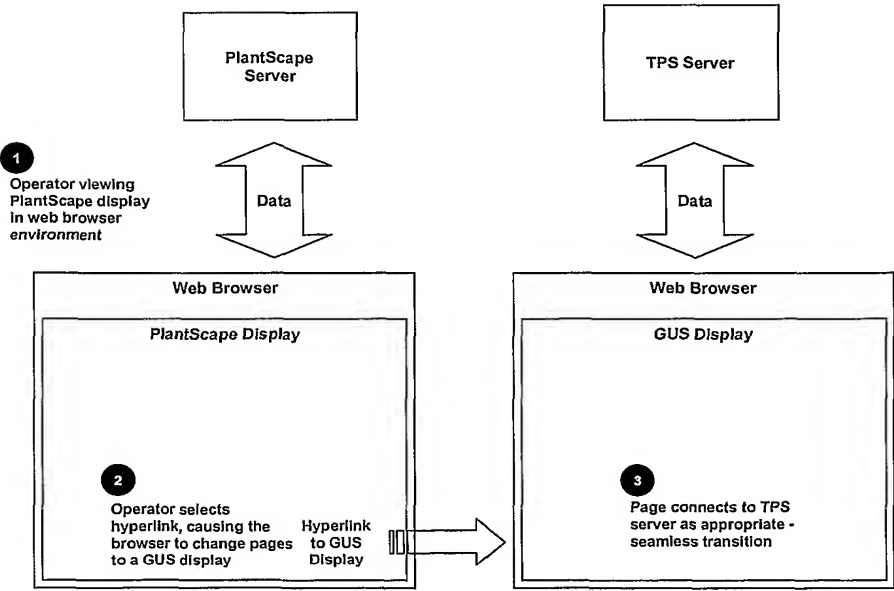 PlantScape
Server
TPS Server
1
Operator viewing
PlantScape display
in web browser
environment
Data
Data
Web Browser
PlantScape Display
Web Browser
GUS Display
2
Operator selects
hyperlink, causing the
browser to change pages
to a GUS display
Hyperlink
to GUS
Display
3
Page connects to TPS
server as appropriate -
seamless transition